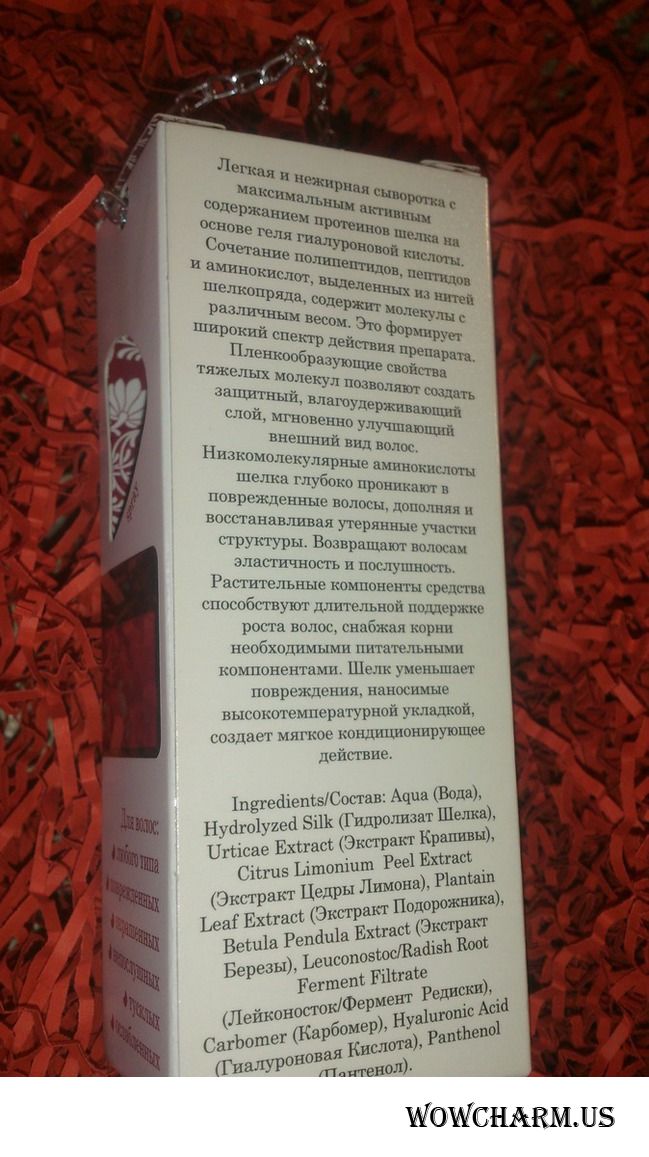 Легкая и нежирная сыворотка с
максимальным активным
содержанием протеинов шелка на
основе геля гиалуроновой кислоты.
Сочетание полипептидов, пептидов
и аминокислот, выделенных из нитей
шелкопряда, содержит молекулы с
различным весом. Это формирует
широкий спектр действия препарата.
Пленкообразующие свойства
тяжелых молекул позволяют создать
защитный, влагоудерживающий
слой, мгновенно улучшающий
внешний вид волос.
Низкомолекулярные аминокислоты
шелка глубоко проникают в
поврежденные волосы, дополняя и
восстанавливая утерянные участки
структуры. Возвращают волосам
эластичность и послушность.
Растительные компоненты средства
способствуют длительной поддержке
роста волос, снабжая корни
необходимыми питательными
компонентами. Шелк уменьшает
повреждения, наносимые
высокотемпературной укладкой,
создает мягкое кондиционирующее
действие.
Ingredients/Состав: Aqua (Вода),
Hydrolyzed Silk (Гидролизат Шелка),
Urticae Extract (Экстракт Крапивы),
Citrus Limonium Peel Extract
(Экстракт Цедры Лимона), Plantain
Leaf Extract (Экстракт Подорожника),
Betula Pendula Extract (Экстракт
Березы), Leuconostoc/Radish Root
Ferment Filtrate
(Лейконосток/Фермент Редиски),
Carbomer (Карбомер), Hyaluronic Acid
(Гиалуроновая Кислота), Panthenol
(Пантенол).
Для волос:
любого типа
поврежденных
окрашенных
непослушных
тусклых
ослабленных
WOWCHARM.US